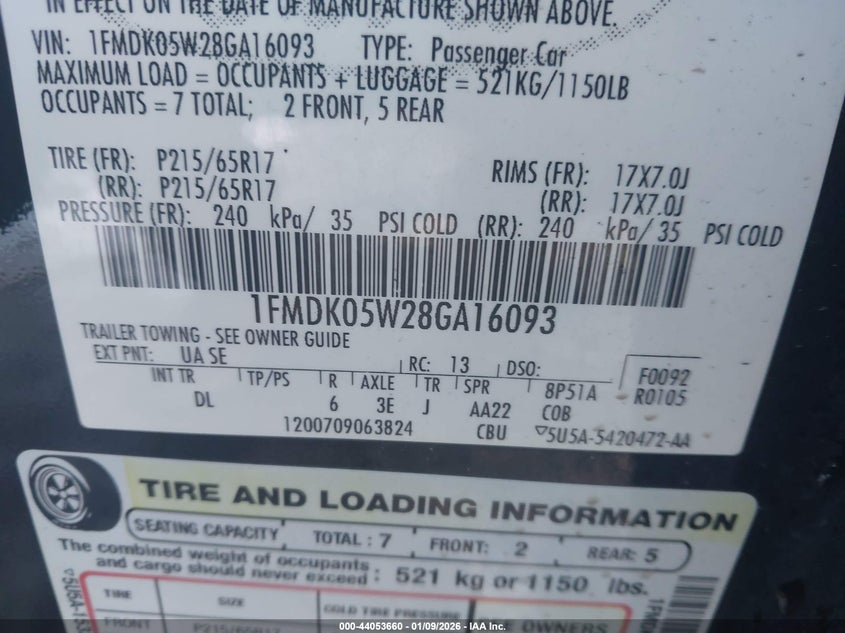 IN EFFECT ON THE DATE OF MANUFACTURE SHOWN ABOVE.
VIN: 1FMDK05W28GA16093 TYPE: Passenger Car
MAXIMUM LOAD = OCCUPANTS + LUGGAGE = 521KG/1150LB
OCCUPANTS = 7 TOTAL; 2 FRONT, 5 REAR
TIRE (FR): P215/65R17 RIMS (FR): 17X7.0J
(RR): P215/65R17 (RR): 17X7.0J
PRESSURE (FR): 240 kPa/ 35 PSI COLD (RR): 240 kPa/ 35 PSI COLD
1FMDK05W28GA16093
TRAILER TOWING - SEE OWNER GUIDE
EXT PNT: UA SE RC: 13 DSO: F0092
INT TR TP/PS R AXLE TR SPR 8P51A R0105
DL 6 3E J AA22 COB
1200709063824 CBU 5U5A-5420472-AA
TIRE AND LOADING INFORMATION
SEATING CAPACITY TOTAL : 7 FRONT: 2 REAR: 5
The combined weight of occupants
and cargo should never exceed : 521 kg or 1150 lbs.
TIRE SIZE COLD TIRE PRESSURE
FRONT P215/65R17 OWNERS
000-44053660 - 01/09/2026 - IAA Inc.